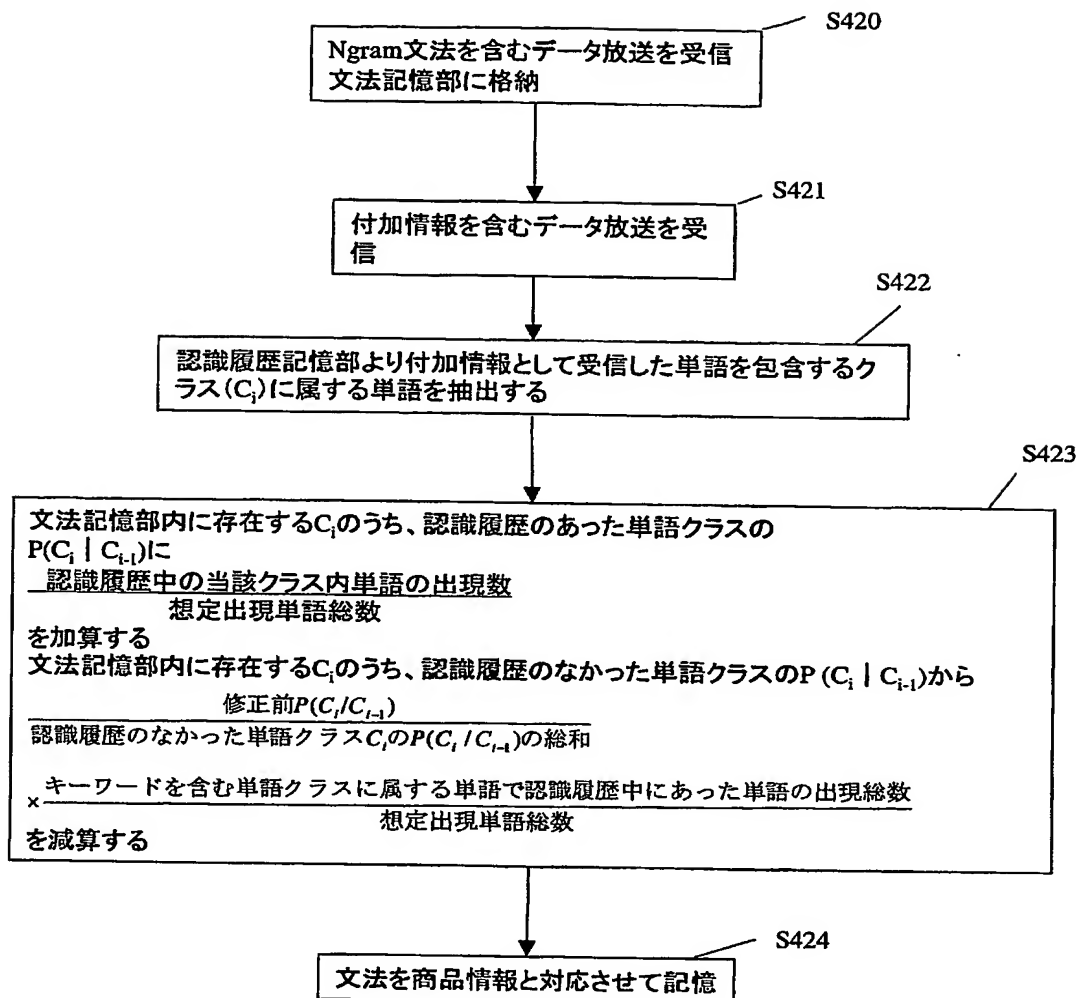 S420
Ngram文法を含むデータ放送を受信
文法記憶部に格納
S421
付加情報を含むデータ放送を受
信
S422
認識履歴記憶部より付加情報として受信した単語を包含するク
ラス(Ci)に属する単語を抽出する
S423
文法記憶部内に存在するCiのうち、認識履歴のあった単語クラスの
P(Ci | Ci-1)に
認識履歴中の当該クラス内単語の出現数
想定出現単語総数
を加算する
文法記憶部内に存在するCiのうち、認識履歴のなかった単語クラスのP (Ci | Ci-1)から
修正前P(Ci/Ci-1)
認識履歴のなかった単語クラスCiのP(Ci /Ci-1)の総和
×キーワードを含む単語クラスに属する単語で認識履歴中にあった単語の出現総数
想定出現単語総数
を減算する
S424
文法を商品情報と対応させて記憶